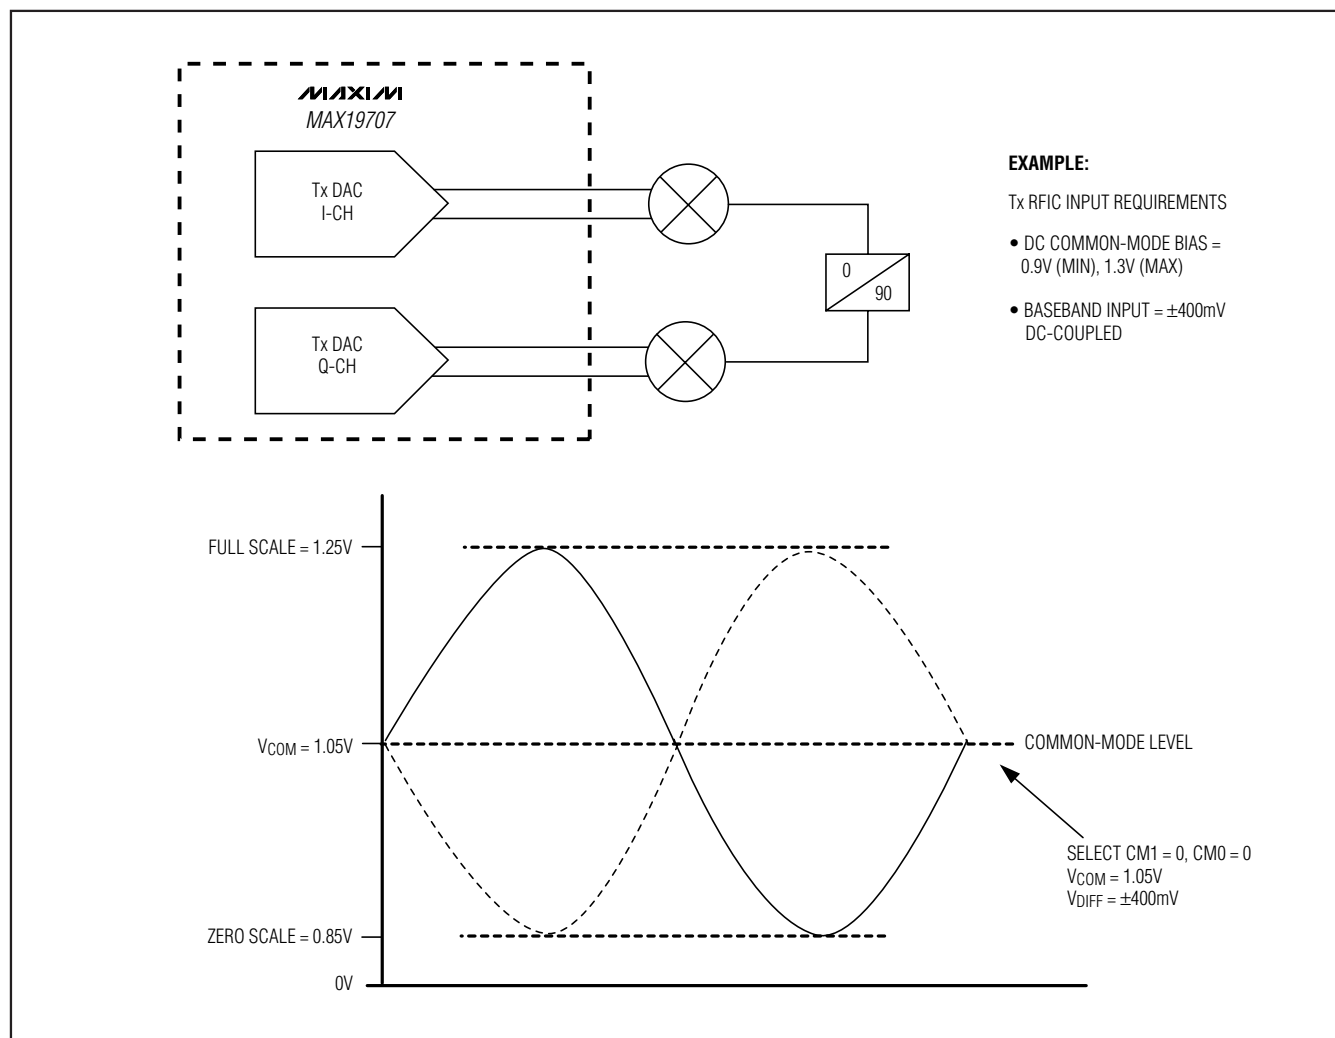 MAXIM
MAX19707
Tx DAC
I-CH
Tx DAC
Q-CH
0
90
EXAMPLE:
Tx RFIC INPUT REQUIREMENTS
• DC COMMON-MODE BIAS =
0.9V (MIN), 1.3V (MAX)
• BASEBAND INPUT = ±400mV
DC-COUPLED
FULL SCALE = 1.25V
VCOM = 1.05V
COMMON-MODE LEVEL
SELECT CM1 = 0, CM0 = 0
VCOM = 1.05V
VDIFF = ±400mV
ZERO SCALE = 0.85V
0V